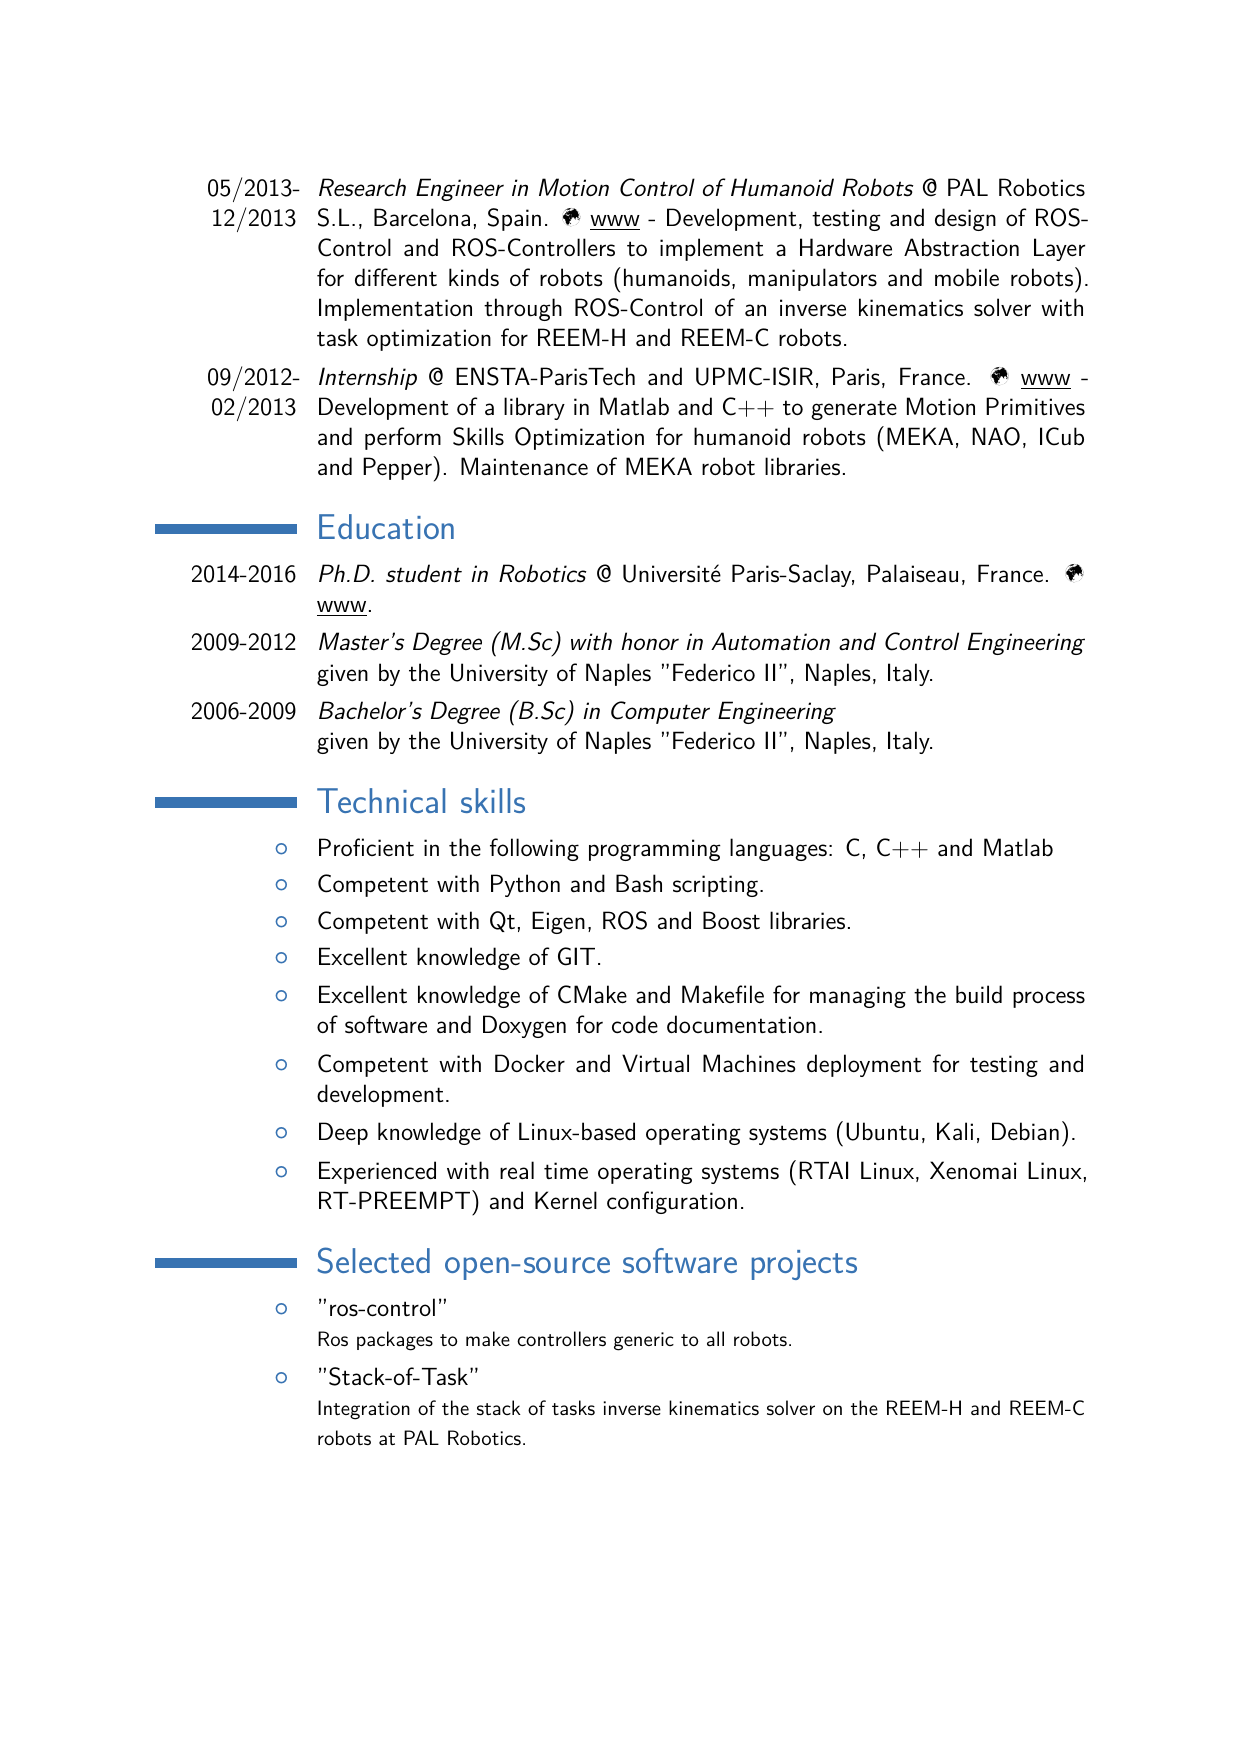 05/2013- Research Engineer in Motion Control of Humanoid Robots @ PAL Robotics
12/2013 S.L., Barcelona, Spain. www - Development, testing and design of ROS-
Control and ROS-Controllers to implement a Hardware Abstraction Layer
for different kinds of robots (humanoids, manipulators and mobile robots).
Implementation through ROS-Control of an inverse kinematics solver with
task optimization for REEM-H and REEM-C robots.
09/2012- Internship @ ENSTA-ParisTech and UPMC-ISIR, Paris, France. www -
02/2013 Development of a library in Matlab and C++ to generate Motion Primitives
and perform Skills Optimization for humanoid robots (MEKA, NAO, ICub
and Pepper). Maintenance of MEKA robot libraries.
Education
2014-2016 Ph.D. student in Robotics @ Université Paris-Saclay, Palaiseau, France.
www.
2009-2012 Master's Degree (M.Sc) with honor in Automation and Control Engineering
given by the University of Naples "Federico II", Naples, Italy.
2006-2009 Bachelor's Degree (B.Sc) in Computer Engineering
given by the University of Naples "Federico II", Naples, Italy.
Technical skills
Proficient in the following programming languages: C, C++ and Matlab
Competent with Python and Bash scripting.
Competent with Qt, Eigen, ROS and Boost libraries.
Excellent knowledge of GIT.
Excellent knowledge of CMake and Makefile for managing the build process
of software and Doxygen for code documentation.
Competent with Docker and Virtual Machines deployment for testing and
development.
Deep knowledge of Linux-based operating systems (Ubuntu, Kali, Debian).
Experienced with real time operating systems (RTAI Linux, Xenomai Linux,
RT-PREEMPT) and Kernel configuration.
Selected open-source software projects
"ros-control"
Ros packages to make controllers generic to all robots.
"Stack-of-Task"
Integration of the stack of tasks inverse kinematics solver on the REEM-H and REEM-C
robots at PAL Robotics.